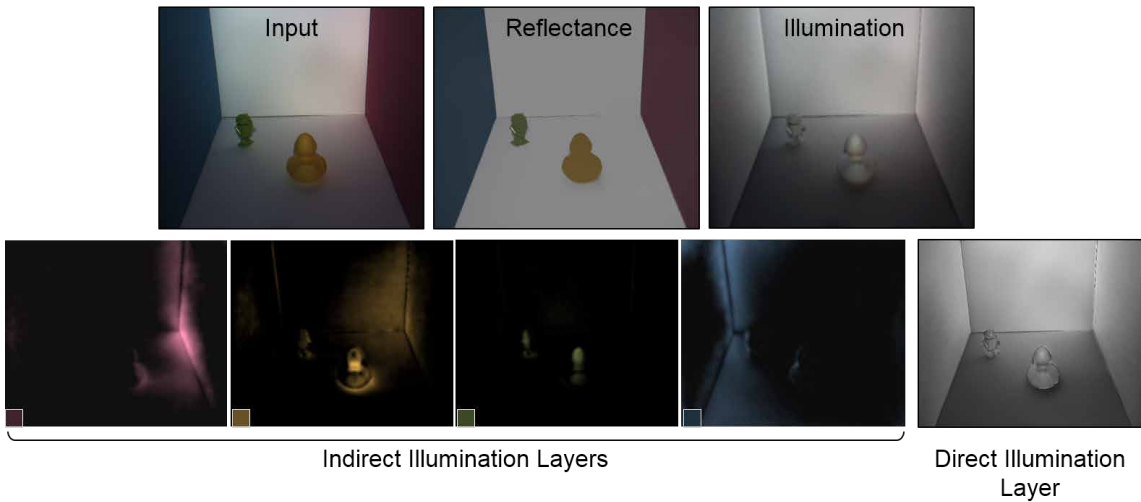 Input
Reflectance
Illumination
Indirect Illumination Layers
Direct Illumination
Layer